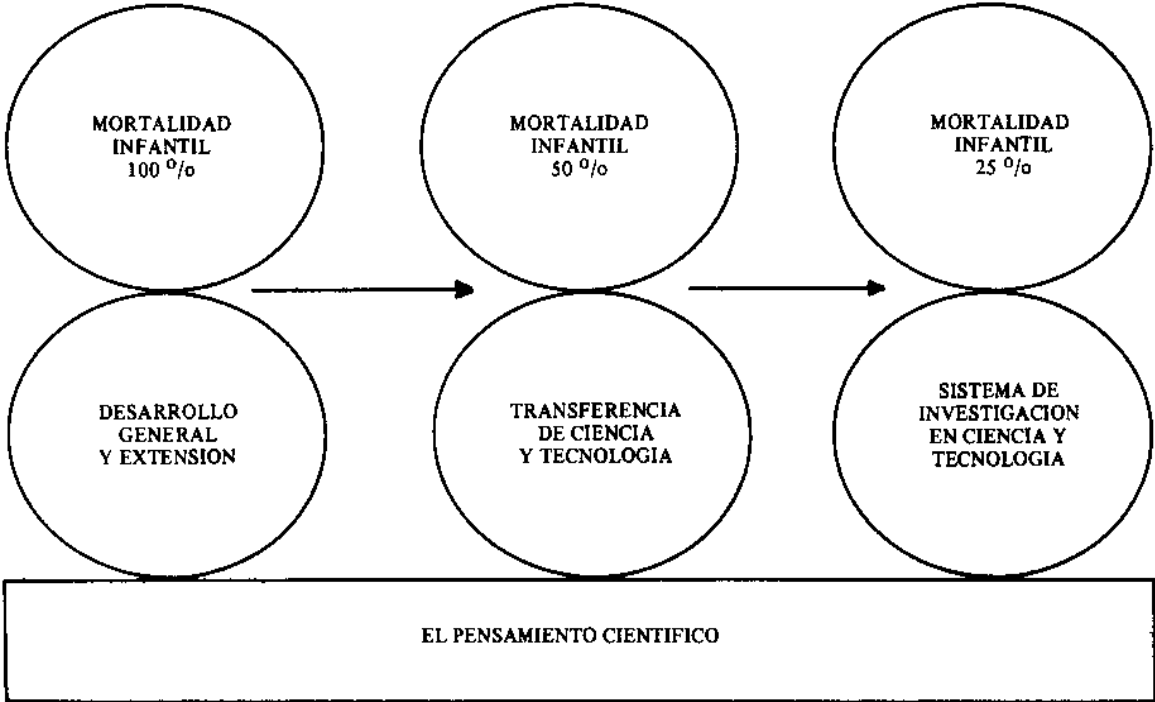 MORTALIDAD
INFANTIL
100 º/o
MORTALIDAD
INFANTIL
50 º/o
MORTALIDAD
INFANTIL
25 º/o
DESARROLLO
GENERAL
Y EXTENSION
TRANSFERENCIA
DE CIENCIA
Y TECNOLOGIA
SISTEMA DE
INVESTIGACION
EN CIENCIA Y
TECNOLOGIA
EL PENSAMIENTO CIENTIFICO